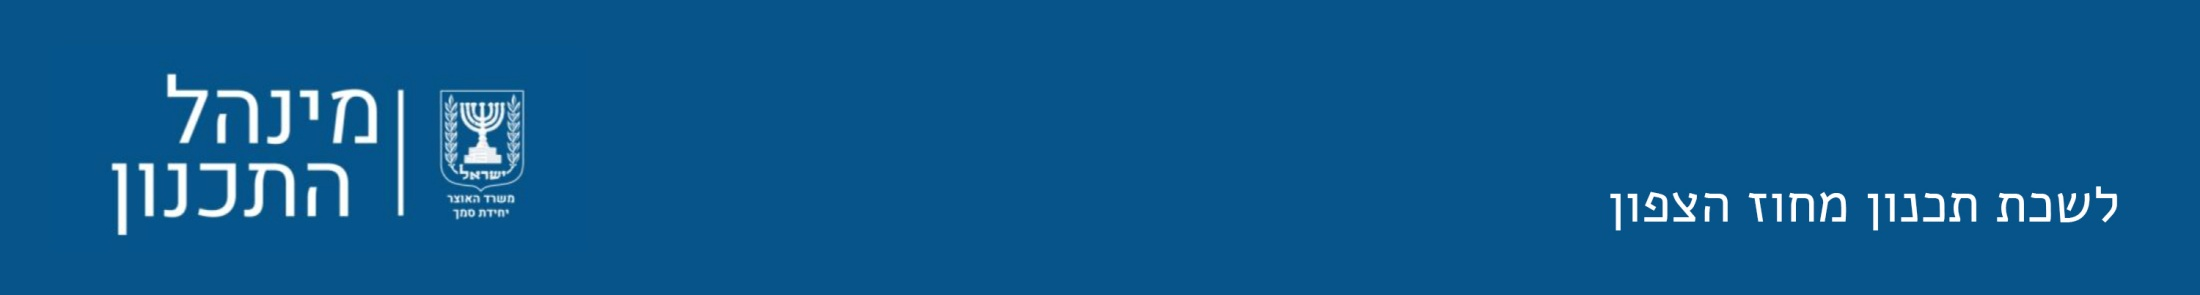 לשכת תכנון מחוז הצפון
ישראל
משרד האוצר
יחידת סמך
מינהל
התכנון